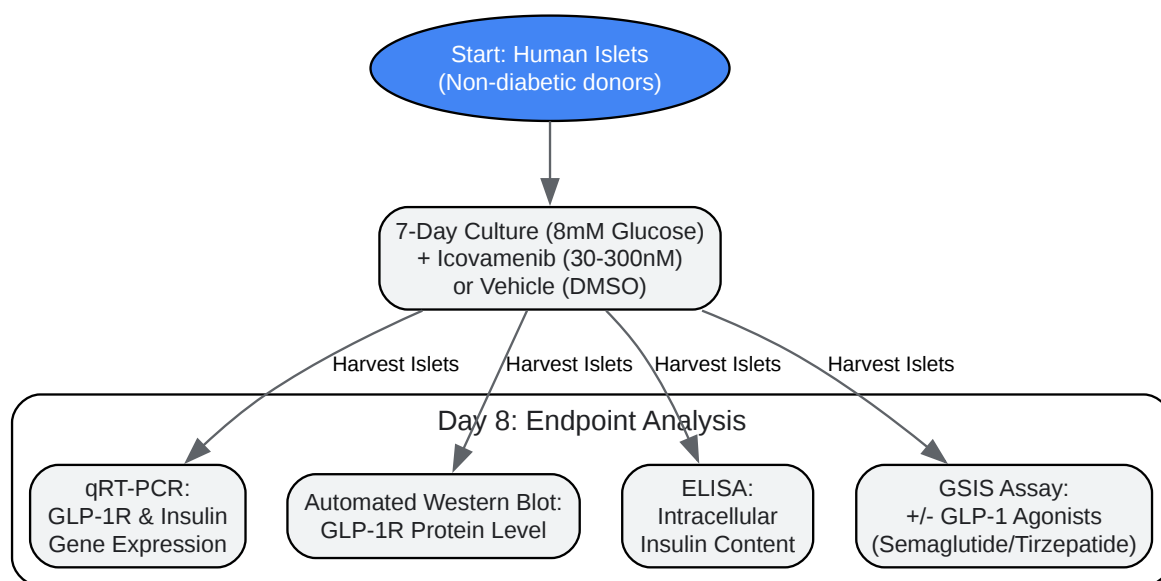 Start: Human Islets
(Non-diabetic donors)
7-Day Culture (8mM Glucose)
+ Icovamenib (30-300nM)
or Vehicle (DMSO)
Harvest Islets
Harvest Islets
Harvest Islets
Harvest Islets
Day 8: Endpoint Analysis
qRT-PCR:
GLP-1R & Insulin
Gene Expression
Automated Western Blot:
GLP-1R Protein Level
ELISA:
Intracellular
Insulin Content
GSIS Assay:
+/- GLP-1 Agonists
(Semaglutide/Tirzepatide)